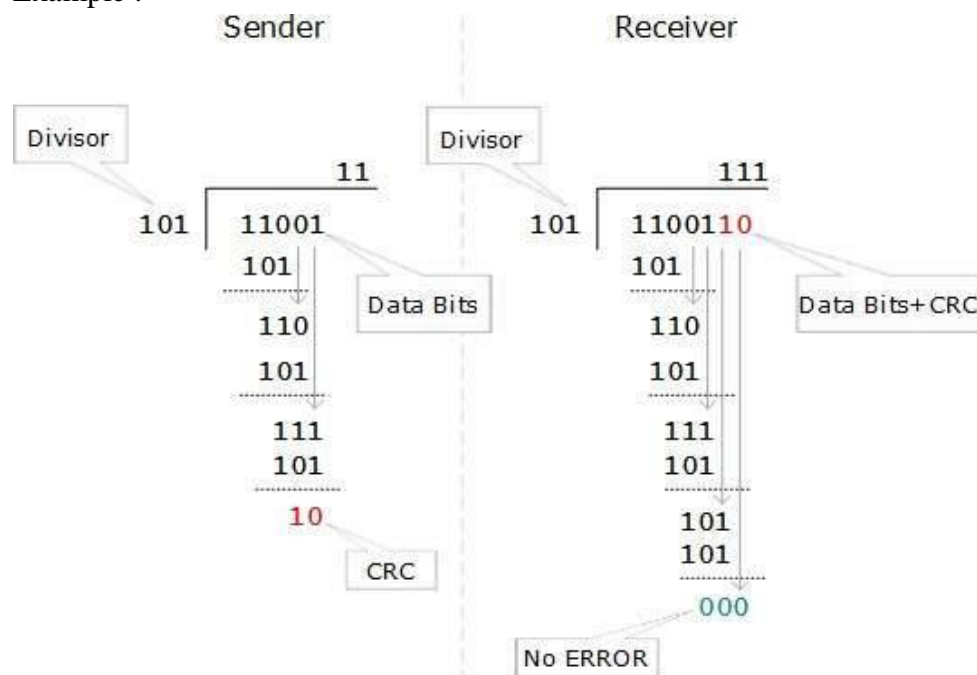 Example :
Sender
Divisor
11
101
11001
101
Data Bits
110
101
111
101
10
CRC
Receiver
Divisor
111
101
1100110
101
Data Bits+CRC
110
101
111
101
101
101
000
No ERROR